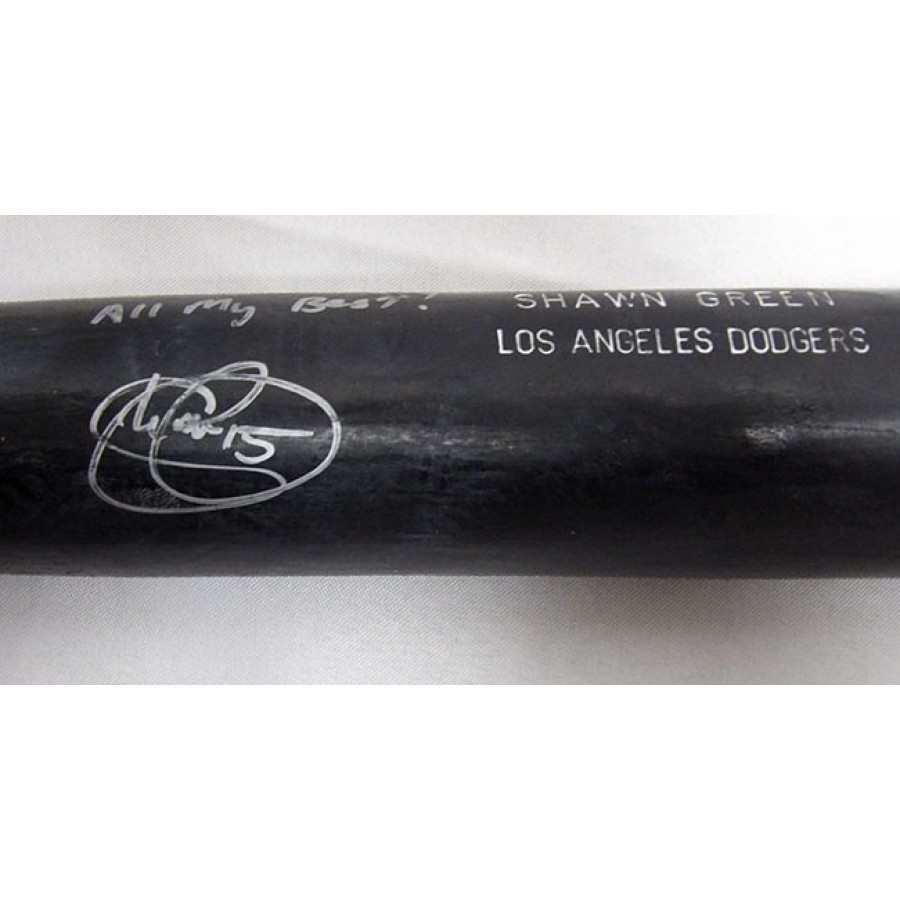 All My Best!
SHAWN GREEN
LOS ANGELES DODGERS
15